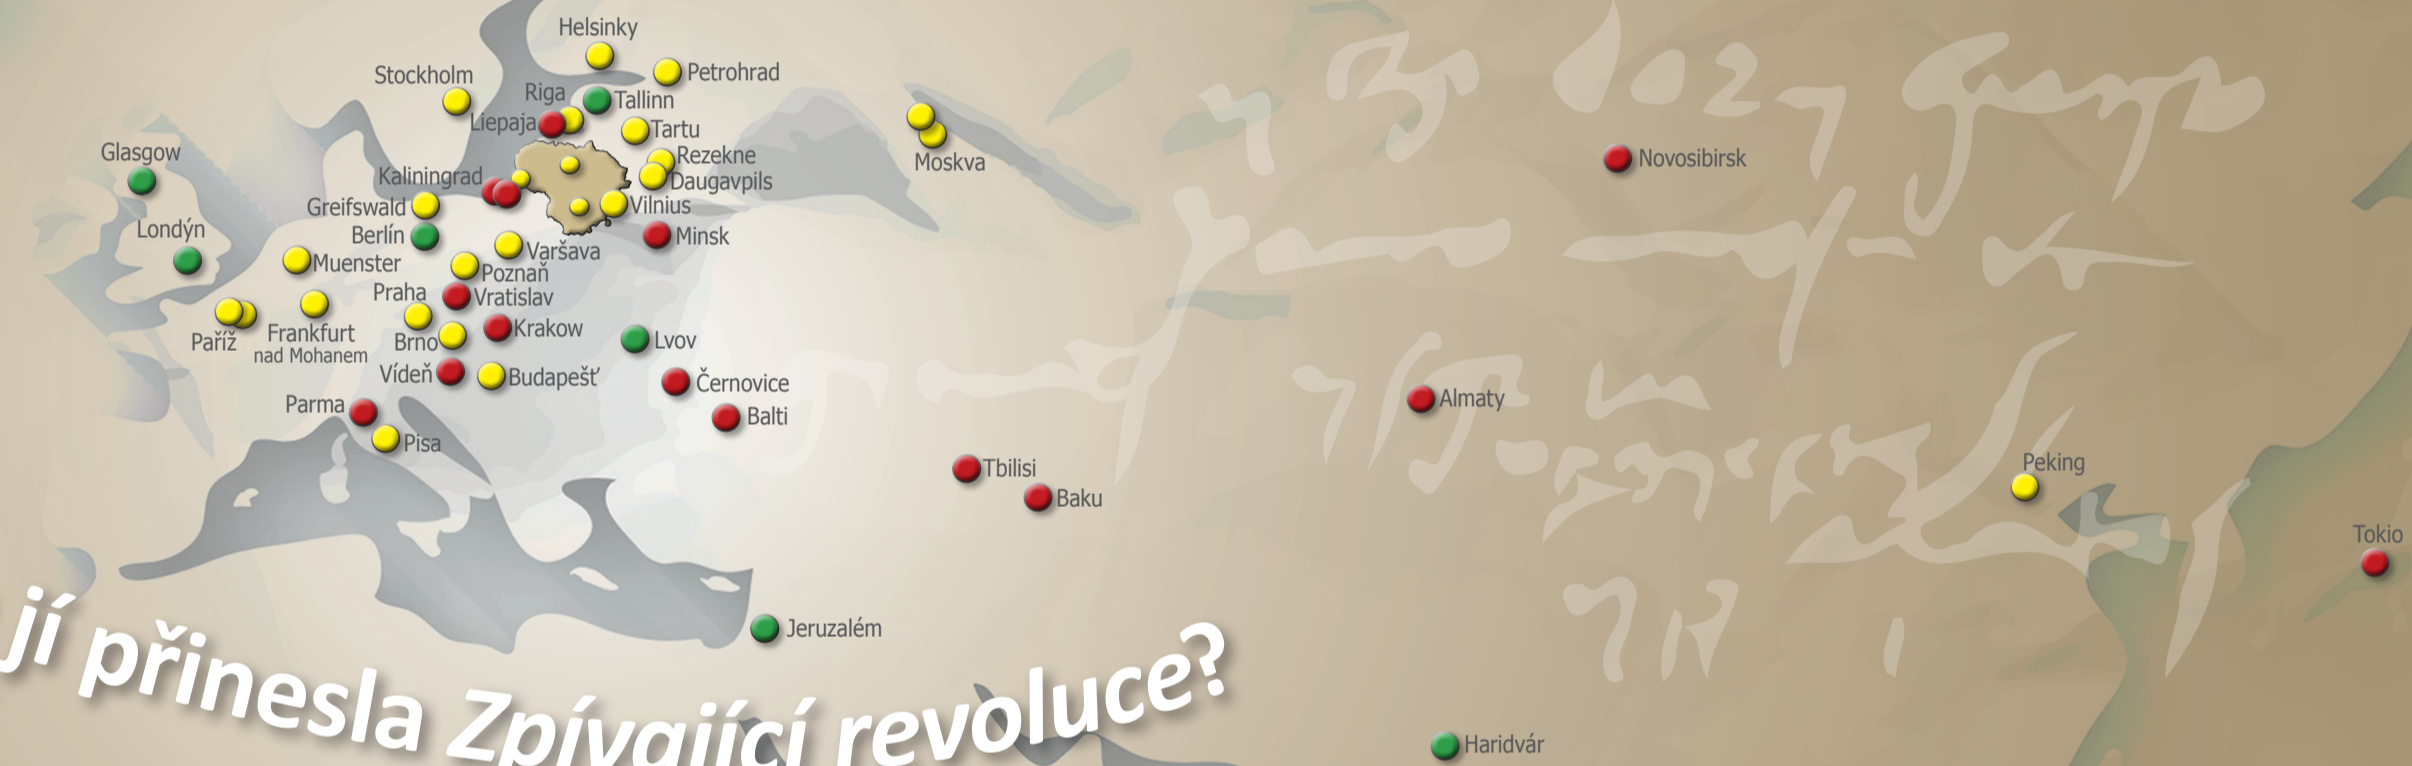 Helsinky
Petrohrad
Stockholm
Riga
Tallinn
Liepaja
Tartu
Moskva
Glasgow
Rezekne
Novosibirsk
Kaliningrad
Daugavpils
Greifswald
Vilnius
Londýn
Berlín
Minsk
Varšava
Muenster
Poznaň
Praha
Vratislav
Paříž
Frankfurt
nad Mohanem
Krakow
Brno
Lvov
Vídeň
Budapešť
Černovice
Parma
Balti
Almaty
Pisa
Tbilisi
Peking
Baku
Tokio
Jeruzalém
jí přinesla Zpívající revoluce?
Haridvár